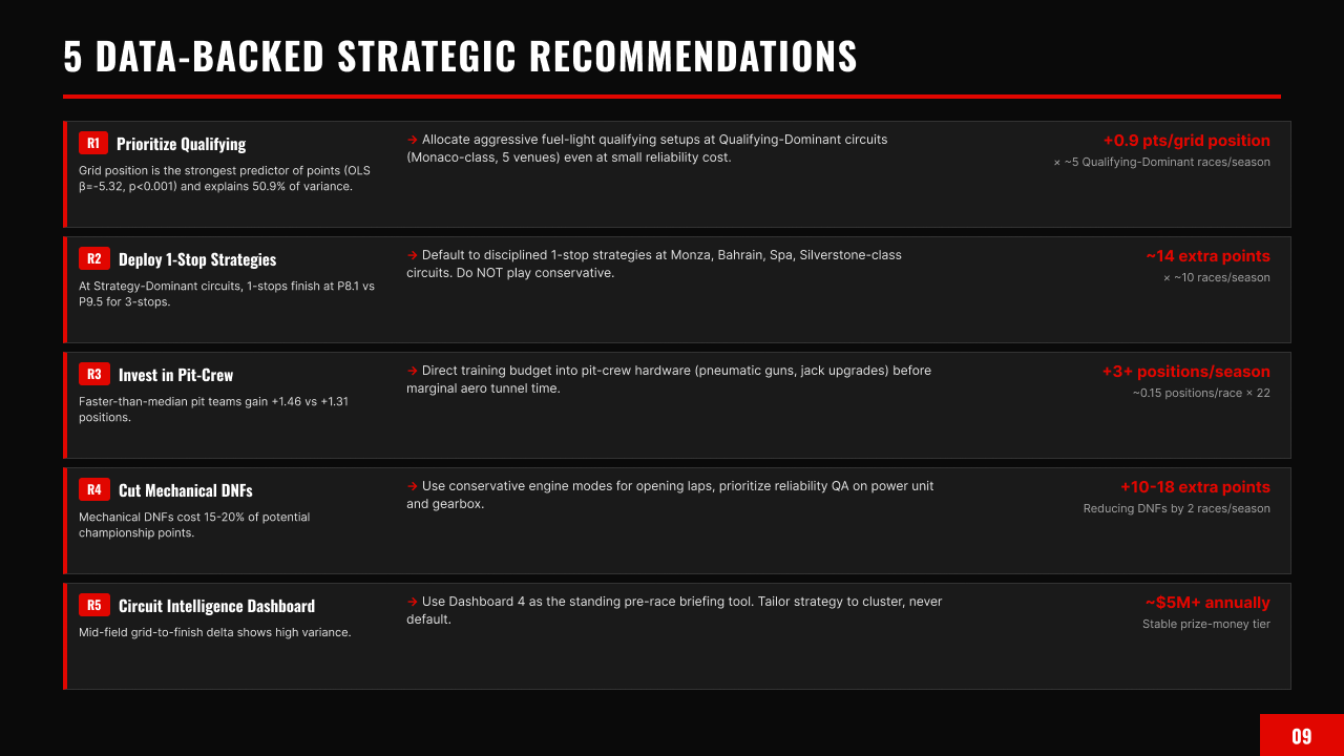 5 DATA-BACKED STRATEGIC RECOMMENDATIONS
R1 Prioritize Qualifying
Grid position is the strongest predictor of points (OLS
β=-5.32, p<0.001) and explains 50.9% of variance.
→ Allocate aggressive fuel-light qualifying setups at Qualifying-Dominant circuits
(Monaco-class, 5 venues) even at small reliability cost.
+0.9 pts/grid position
× ~5 Qualifying-Dominant races/season
R2 Deploy 1-Stop Strategies
At Strategy-Dominant circuits, 1-stops finish at P8.1 vs
P9.5 for 3-stops.
→ Default to disciplined 1-stop strategies at Monza, Bahrain, Spa, Silverstone-class
circuits. Do NOT play conservative.
~14 extra points
× ~10 races/season
R3 Invest in Pit-Crew
Faster-than-median pit teams gain +1.46 vs +1.31
positions.
→ Direct training budget into pit-crew hardware (pneumatic guns, jack upgrades) before
marginal aero tunnel time.
+3+ positions/season
~0.15 positions/race × 22
R4 Cut Mechanical DNFs
Mechanical DNFs cost 15-20% of potential
championship points.
→ Use conservative engine modes for opening laps, prioritize reliability QA on power unit
and gearbox.
+10-18 extra points
Reducing DNFs by 2 races/season
R5 Circuit Intelligence Dashboard
Mid-field grid-to-finish delta shows high variance.
→ Use Dashboard 4 as the standing pre-race briefing tool. Tailor strategy to cluster, never
default.
~$5M+ annually
Stable prize-money tier
09